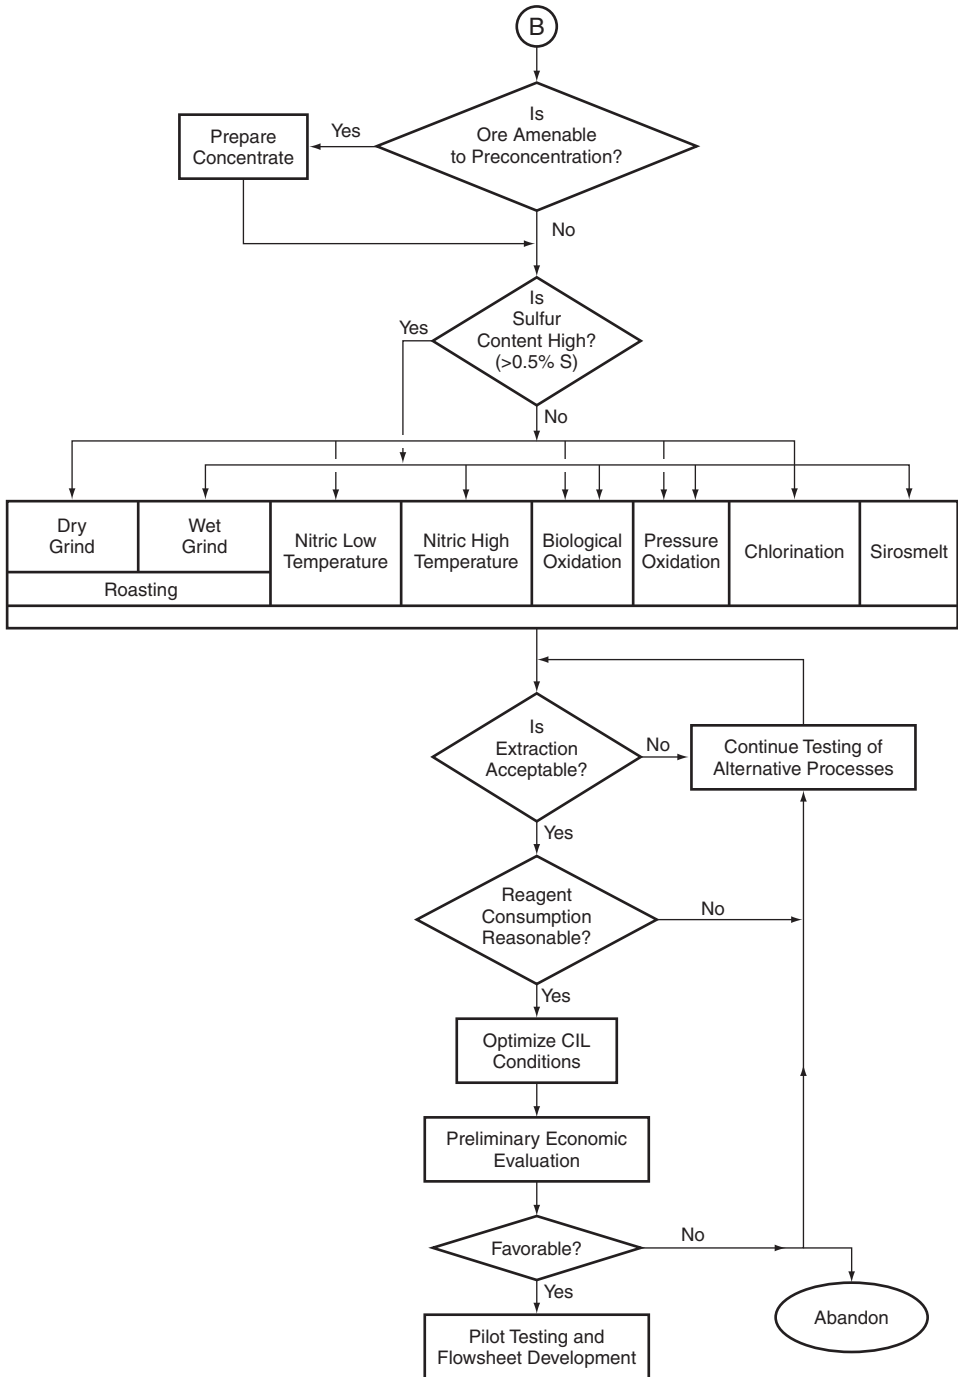 B
Is
Ore Amenable
to Preconcentration?
Yes
Prepare
Concentrate
No
Is
Sulfur
Content High?
(>0.5% S)
Yes
No
Dry
Grind
Wet
Grind
Roasting
Nitric Low
Temperature
Nitric High
Temperature
Biological
Oxidation
Pressure
Oxidation
Chlorination
Sirosmelt
Is
Extraction
Acceptable?
No
Continue Testing of
Alternative Processes
Yes
Reagent
Consumption
Reasonable?
No
Yes
Optimize CIL
Conditions
Preliminary Economic
Evaluation
Favorable?
No
Yes
Abandon
Pilot Testing and
Flowsheet Development